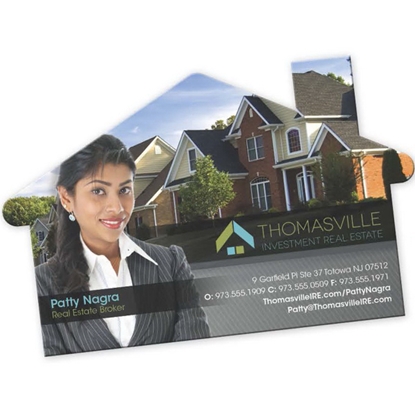 THOMASVILLE
INVESTMENT REAL ESTATE
9 Garfield Pl Ste 37 Totowa NJ 07512
O: 973.555.1909 C: 973.555.0509 F: 973.555.1971
ThomasvilleIRE.com/PattyNagra
Patty@ThomasvilleIRE.com
Patty Nagra
Real Estate Broker